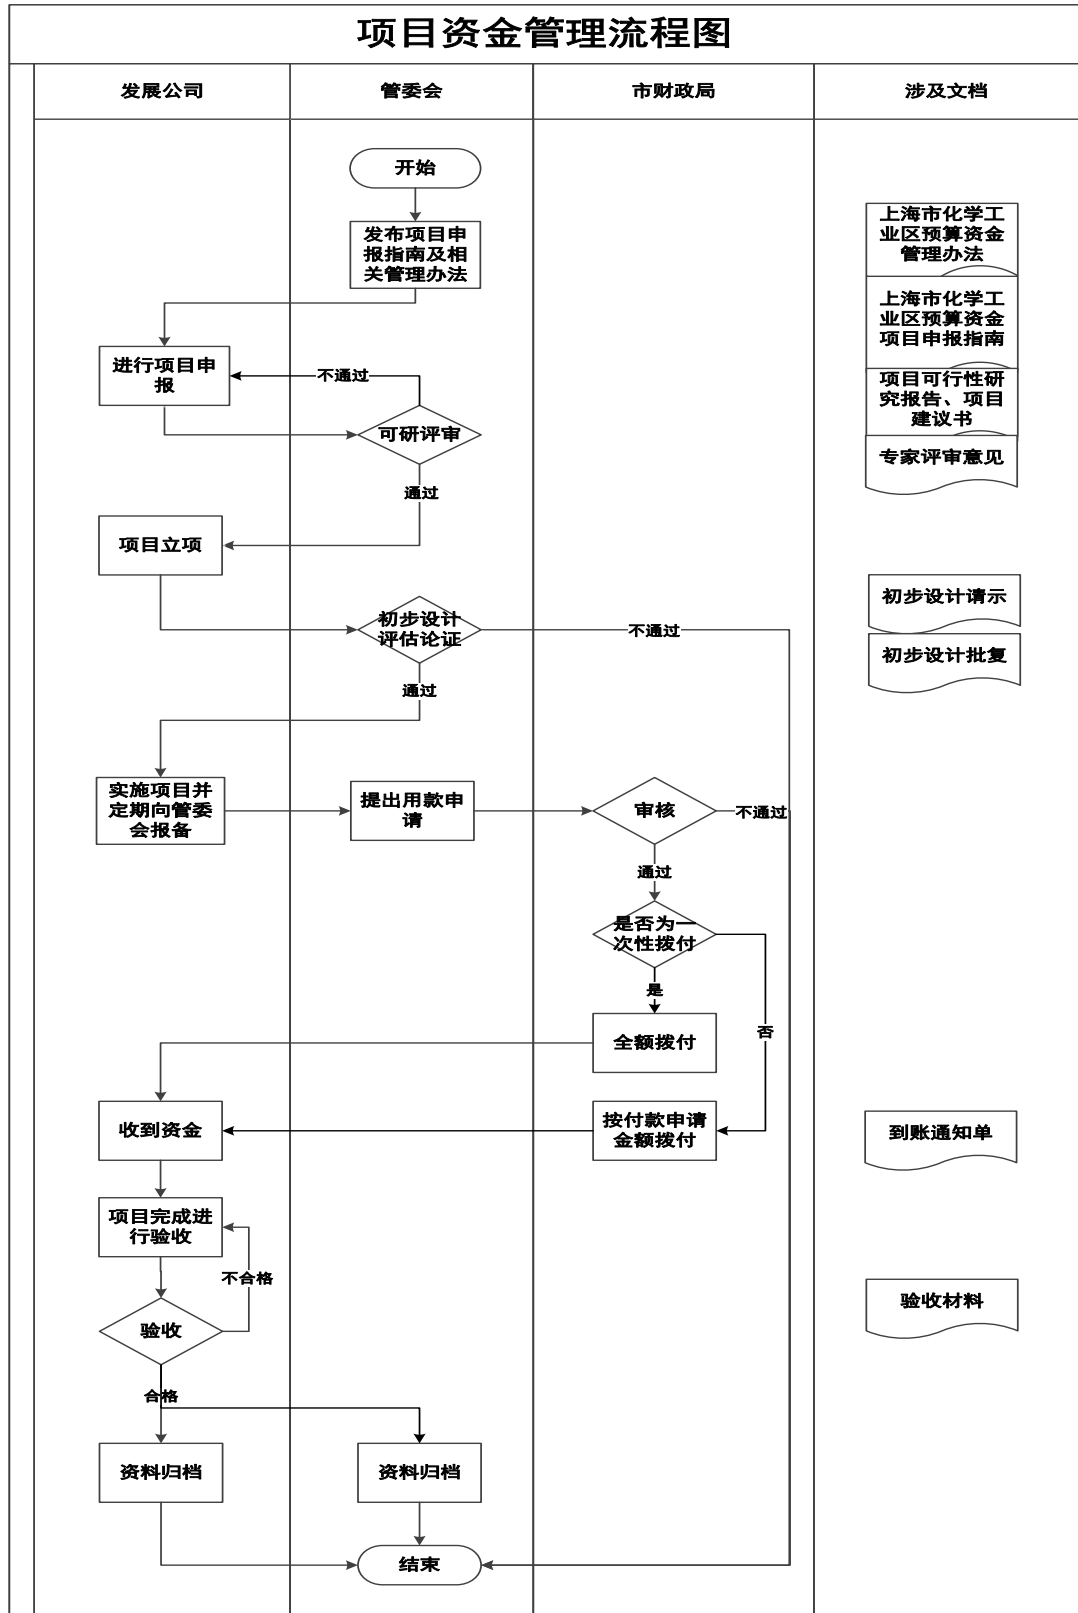 项目资金管理流程图
发展公司
管委会
市财政局
涉及文档
开始
发布项目申
报指南及相
关管理办法
上海市化学工
业区预算资金
管理办法
上海市化学工
业区预算资金
项目申报指南
进行项目申
报
不通过
项目可行性研
究报告、项目
建议书
可研评审
专家评审意见
通过
项目立项
初步设计
评估论证
不通过
初步设计请示
初步设计批复
通过
实施项目并
定期向管委
会报备
提出用款申
请
审核
不通过
通过
是否为一
次性拨付
是
否
全额拨付
收到资金
按付款申请
金额拨付
到账通知单
项目完成进
行验收
不合格
验收
验收材料
合格
资料归档
资料归档
结束